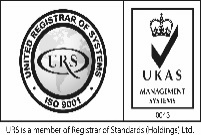 UNITED REGISTRAR OF SYSTEMS
URS
• ISO 9001 •
UKAS
MANAGEMENT
SYSTEMS
0043
URS is a member of Registrar of Standards (Holdings) Ltd.